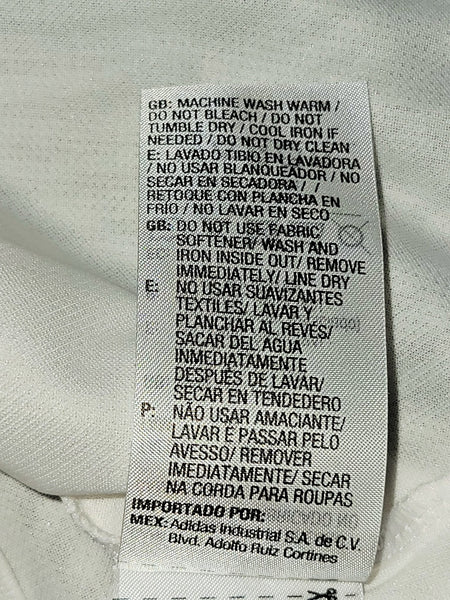 GB: MACHINE WASH WARM /
DO NOT BLEACH / DO NOT
TUMBLE DRY / COOL IRON IF
NEEDED / DO NOT DRY CLEAN
E: LAVADO TIBIO EN LAVADORA
/ NO USAR BLANQUEADOR / NO
SECAR EN SECADORA / /
RETOQUE CON PLANCHA EN
FRÍO / NO LAVAR EN SECO
GB: DO NOT USE FABRIC
SOFTENER/ WASH AND
IRON INSIDE OUT/ REMOVE
IMMEDIATELY/ LINE DRY
E: NO USAR SUAVIZANTES
TEXTILES/ LAVAR Y
PLANCHAR AL REVÉS/
SACAR DEL AGUA
INMEDIATAMENTE
DESPUÉS DE LAVAR/
SECAR EN TENDEDERO
P: NÃO USAR AMACIANTE/
LAVAR E PASSAR PELO
AVESSO/ REMOVER
IMEDIATAMENTE/ SECAR
NA CORDA PARA ROUPAS
IMPORTADO POR:
MEX: Adidas Industrial S.A. de C.V.
Blvd. Adolfo Ruiz Cortines